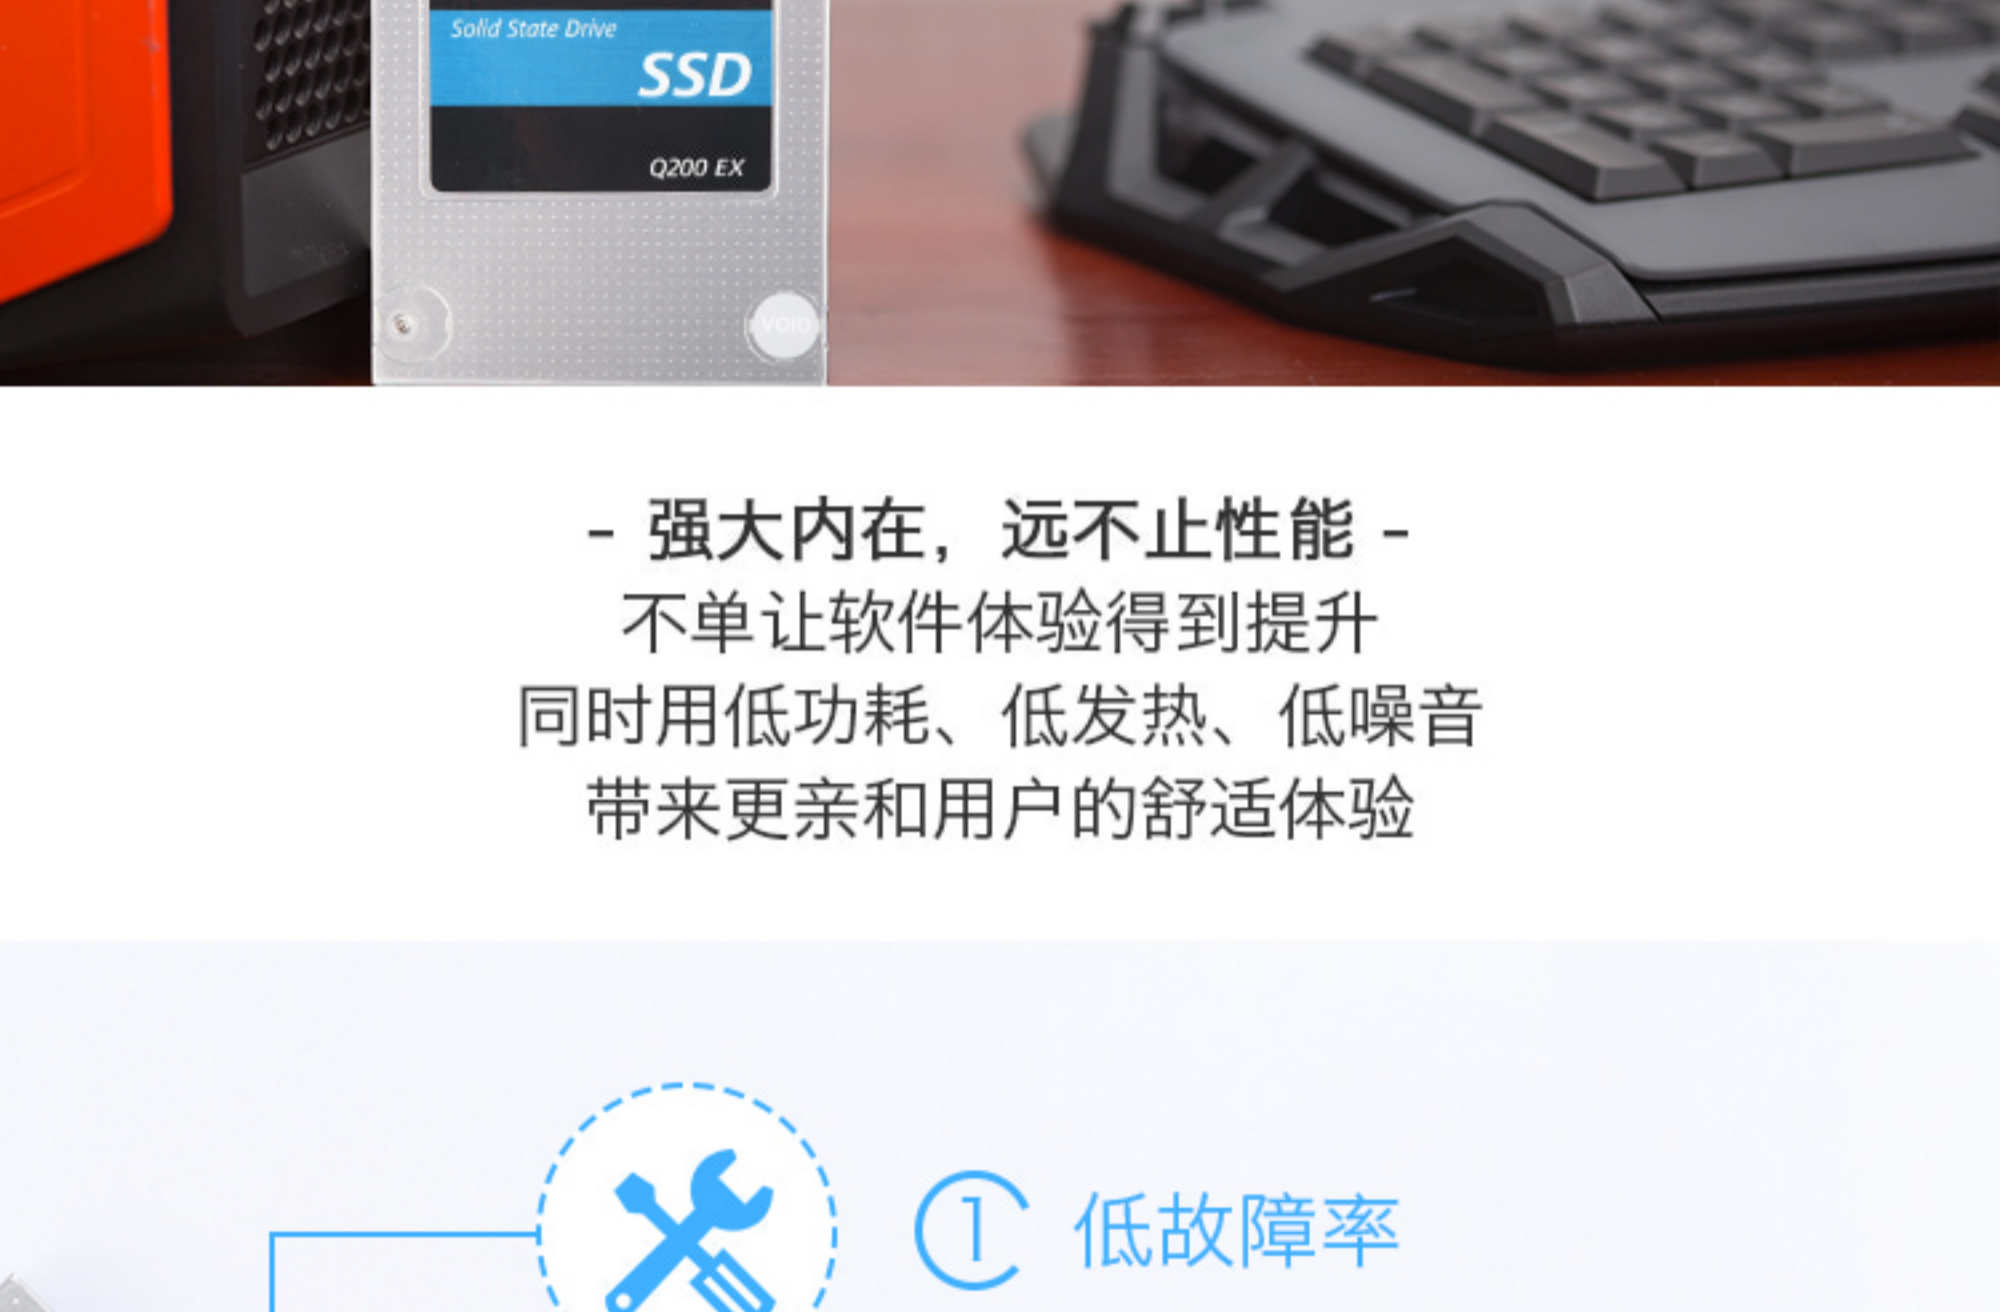 Solid State Drive
SSD
Q200 EX
VOID
- 强大内在，远不止性能 -
不单让软件体验得到提升
同时用低功耗、低发热、低噪音
带来更亲和用户的舒适体验
1 低故障率